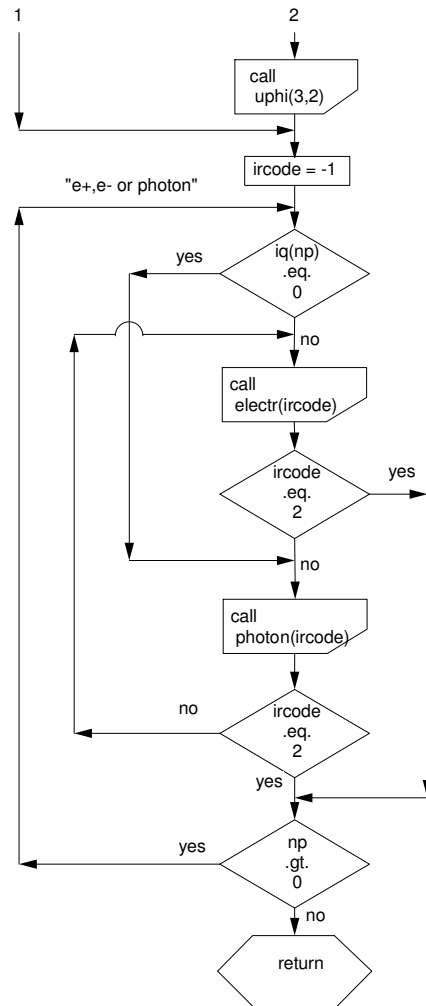 1
2
call
uphi(3,2)
ircode = -1
"e+,e- or photon"
iq(np)
.eq.
0
yes
no
call
electr(ircode)
ircode
.eq.
2
yes
no
call
photon(ircode)
ircode
.eq.
2
no
yes
np
.gt.
0
yes
no
return